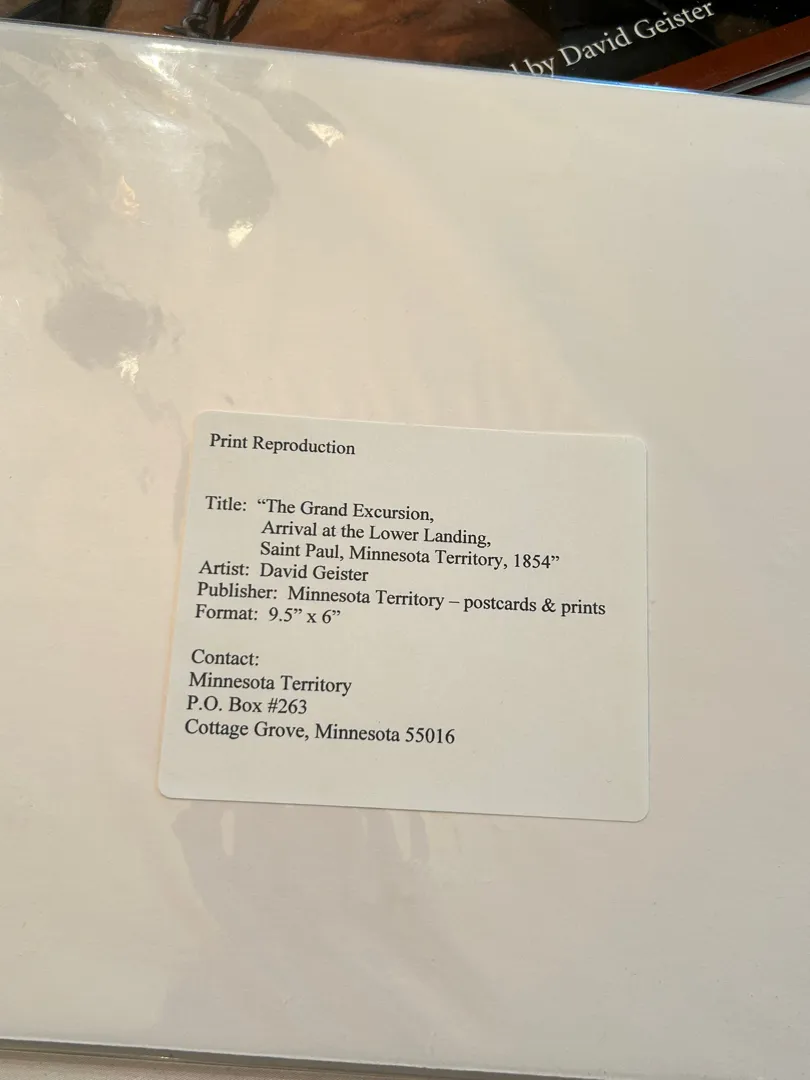 by David Geister
Print Reproduction
Title: “The Grand Excursion,
Arrival at the Lower Landing,
Saint Paul, Minnesota Territory, 1854”
Artist: David Geister
Publisher: Minnesota Territory – postcards & prints
Format: 9.5” x 6”
Contact:
Minnesota Territory
P.O. Box #263
Cottage Grove, Minnesota 55016